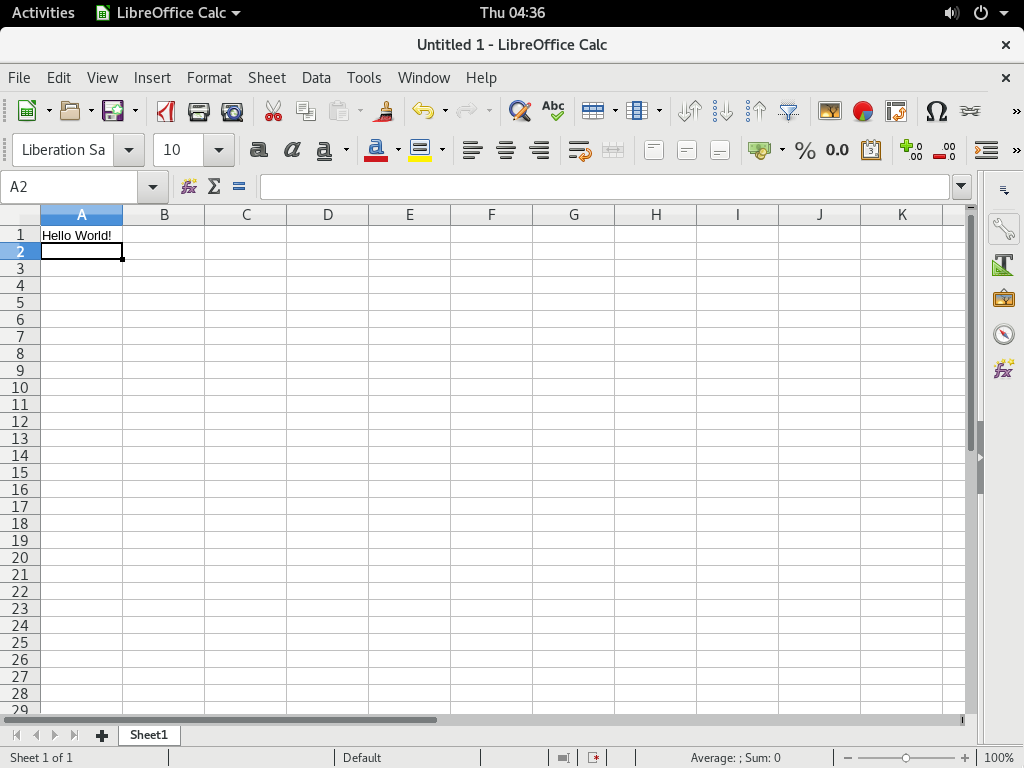 Activities LibreOffice Calc Thu 04:36
Untitled 1 - LibreOffice Calc
File Edit View Insert Format Sheet Data Tools Window Help
Abc
Liberation Sa 10 a a a a % 0.0 .00 .00
A2
A B C D E F G H I J K
1 Hello World!
2
3
4
5
6
7
8
9
10
11
12
13
14
15
16
17
18
19
20
21
22
23
24
25
26
27
28
29
Sheet1
Sheet 1 of 1 Default Average: ; Sum: 0 100%